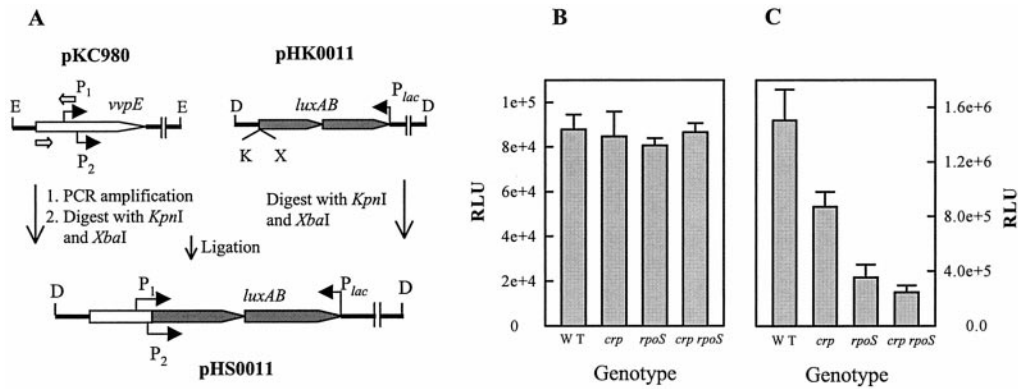 A
pKC980
P1
E
vvpE
E
P2
1. PCR amplification
2. Digest with KpnI
and XbaI
pHK0011
D
luxAB
Plac
D
K
X
Digest with KpnI
and XbaI
Ligation
D
P1
luxAB
Plac
D
P2
pHS0011
B
RLU
1e+5
8e+4
6e+4
4e+4
2e+4
0
W T
crp
rpoS
crp rpoS
Genotype
C
1.6e+6
1.2e+6
8.0e+5
4.0e+5
0.0
RLU
W T
crp
rpoS
crp rpoS
Genotype